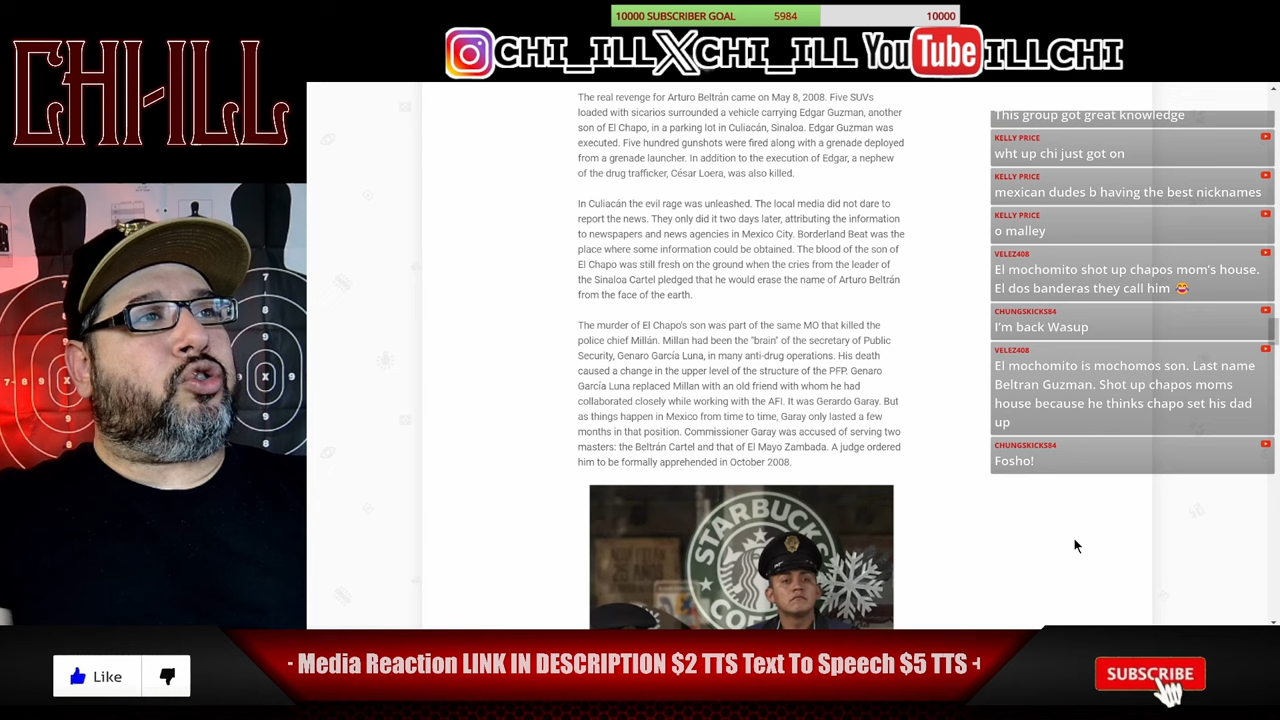 10000 SUBSCRIBER GOAL 5984 10000
CHI-ILL
CHI_ILL X CHI_ILL YouTube ILLCHI
The real revenge for Arturo Beltrán came on May 8, 2008. Five SUVs
loaded with sicarios surrounded a vehicle carrying Edgar Guzman, another
son of El Chapo, in a parking lot in Culiacán, Sinaloa. Edgar Guzman was
executed. Five hundred gunshots were fired along with a grenade deployed
from a grenade launcher. In addition to the execution of Edgar, a nephew
of the drug trafficker, César Loera, was also killed.
In Culiacán the evil rage was unleashed. The local media did not dare to
report the news. They only did it two days later, attributing the information
to newspapers and news agencies in Mexico City. Borderland Beat was the
place where some information could be obtained. The blood of the son of
El Chapo was still fresh on the ground when the cries from the leader of
the Sinaloa Cartel pledged that he would erase the name of Arturo Beltrán
from the face of the earth.
The murder of El Chapo's son was part of the same MO that killed the
police chief Millán. Millan had been the "brain" of the secretary of Public
Security, Genaro García Luna, in many anti-drug operations. His death
caused a change in the upper level of the structure of the PFP. Genaro
García Luna replaced Millan with an old friend with whom he had
collaborated closely while working with the AFI. It was Gerardo Garay. But
as things happen in Mexico from time to time, Garay only lasted a few
months in that position. Commissioner Garay was accused of serving two
masters: the Beltrán Cartel and that of El Mayo Zambada. A judge ordered
him to be formally apprehended in October 2008.
STARBUCKS
This group got great knowledge
KELLY PRICE
wht up chi just got on
KELLY PRICE
mexican dudes b having the best nicknames
KELLY PRICE
o malley
VELEZ408
El mochomito shot up chapos mom's house.
El dos banderas they call him 😂
CHUNGSKICKS84
I'm back Wasup
VELEZ408
El mochomito is mochomos son. Last name
Beltran Guzman. Shot up chapos moms
house because he thinks chapo set his dad
up
CHUNGSKICKS84
Fosho!
7
8
9
7 8 9 X 9
8
9
Like
- Media Reaction LINK IN DESCRIPTION $2 TTS Text To Speech $5 TTS +
SUBSCRIBE